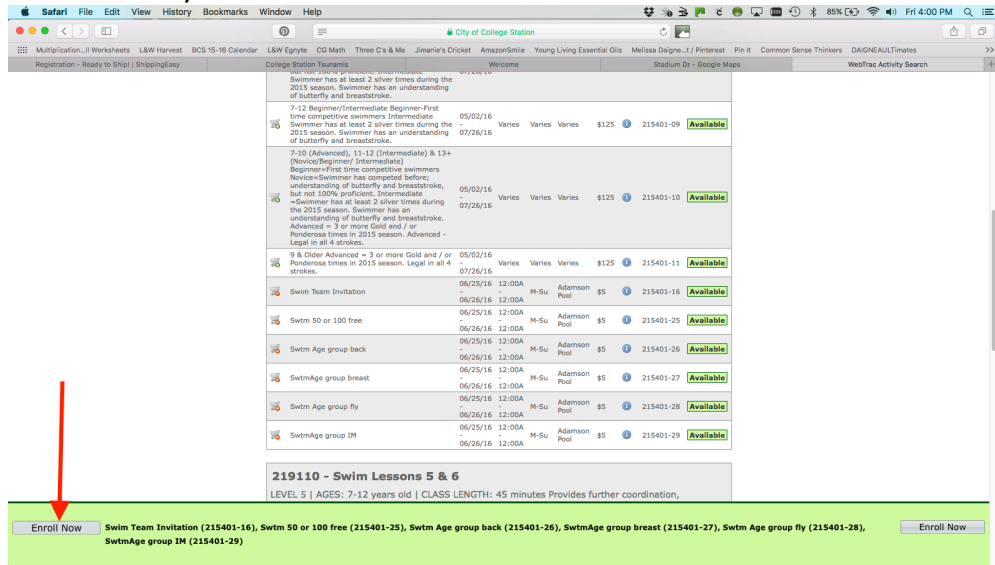 Safari File Edit View History Bookmarks Window Help 85% Fri 4:00 PM
City of College Station
MultiplicationDots...ll Worksheets L&W Harvest BCS 15-16 Calendar L&W Egnyte CG Math Three C's & Me Jimanie's Cricket AmazonSmile Young Living Essential Oils Melissa Daigne...t / Pinterest Pin It Common Sense Thinkers DAIGNEAULTimates >>
Registration - Ready to Ship! | ShippingEasy College Station Tsunamis Welcome Stadium Dr - Google Maps WebTrac Activity Search +
Swimmer has at least 2 silver times during the
2015 season. Swimmer has an understanding
of butterfly and breaststroke.
7-12 Beginner/Intermediate Beginner-First
time competitive swimmers Intermediate
Swimmer has at least 2 silver times during the
2015 season. Swimmer has an understanding
of butterfly and breaststroke.
05/02/16
-
07/26/16
Varies Varies Varies $125 215401-09 Available
7-10 (Advanced), 11-12 (Intermediate) & 13+
(Novice/Beginner/ Intermediate)
Beginner=First time competitive swimmers
Novice=Swimmer has competed before;
understanding of butterfly and breaststroke,
but not 100% proficient. Intermediate
=Swimmer has at least 2 silver times during
the 2015 season. Swimmer has an
understanding of butterfly and breaststroke.
Advanced = 3 or more Gold and / or
Ponderosa times in 2015 season. Advanced -
Legal in all 4 strokes.
05/02/16
-
07/26/16
Varies Varies Varies $125 215401-10 Available
9 & Older Advanced = 3 or more Gold and / or
Ponderosa times in 2015 season. Legal in all 4
strokes.
05/02/16
-
07/26/16
Varies Varies Varies $125 215401-11 Available
Swim Team Invitation
06/25/16 12:00A
- -
06/26/16 12:00A
M-Su Adamson
Pool
$5 215401-16 Available
Swtm 50 or 100 free
06/25/16 12:00A
- -
06/26/16 12:00A
M-Su Adamson
Pool
$5 215401-25 Available
Swtm Age group back
06/25/16 12:00A
- -
06/26/16 12:00A
M-Su Adamson
Pool
$5 215401-26 Available
SwtmAge group breast
06/25/16 12:00A
- -
06/26/16 12:00A
M-Su Adamson
Pool
$5 215401-27 Available
Swtm Age group fly
06/25/16 12:00A
- -
06/26/16 12:00A
M-Su Adamson
Pool
$5 215401-28 Available
SwtmAge group IM
06/25/16 12:00A
- -
06/26/16 12:00A
M-Su Adamson
Pool
$5 215401-29 Available
219110 - Swim Lessons 5 & 6
LEVEL 5 | AGES: 7-12 years old | CLASS LENGTH: 45 minutes Provides further coordination,
Enroll Now Swim Team Invitation (215401-16), Swtm 50 or 100 free (215401-25), Swtm Age group back (215401-26), SwtmAge group breast (215401-27), Swtm Age group fly (215401-28), Enroll Now
SwtmAge group IM (215401-29)